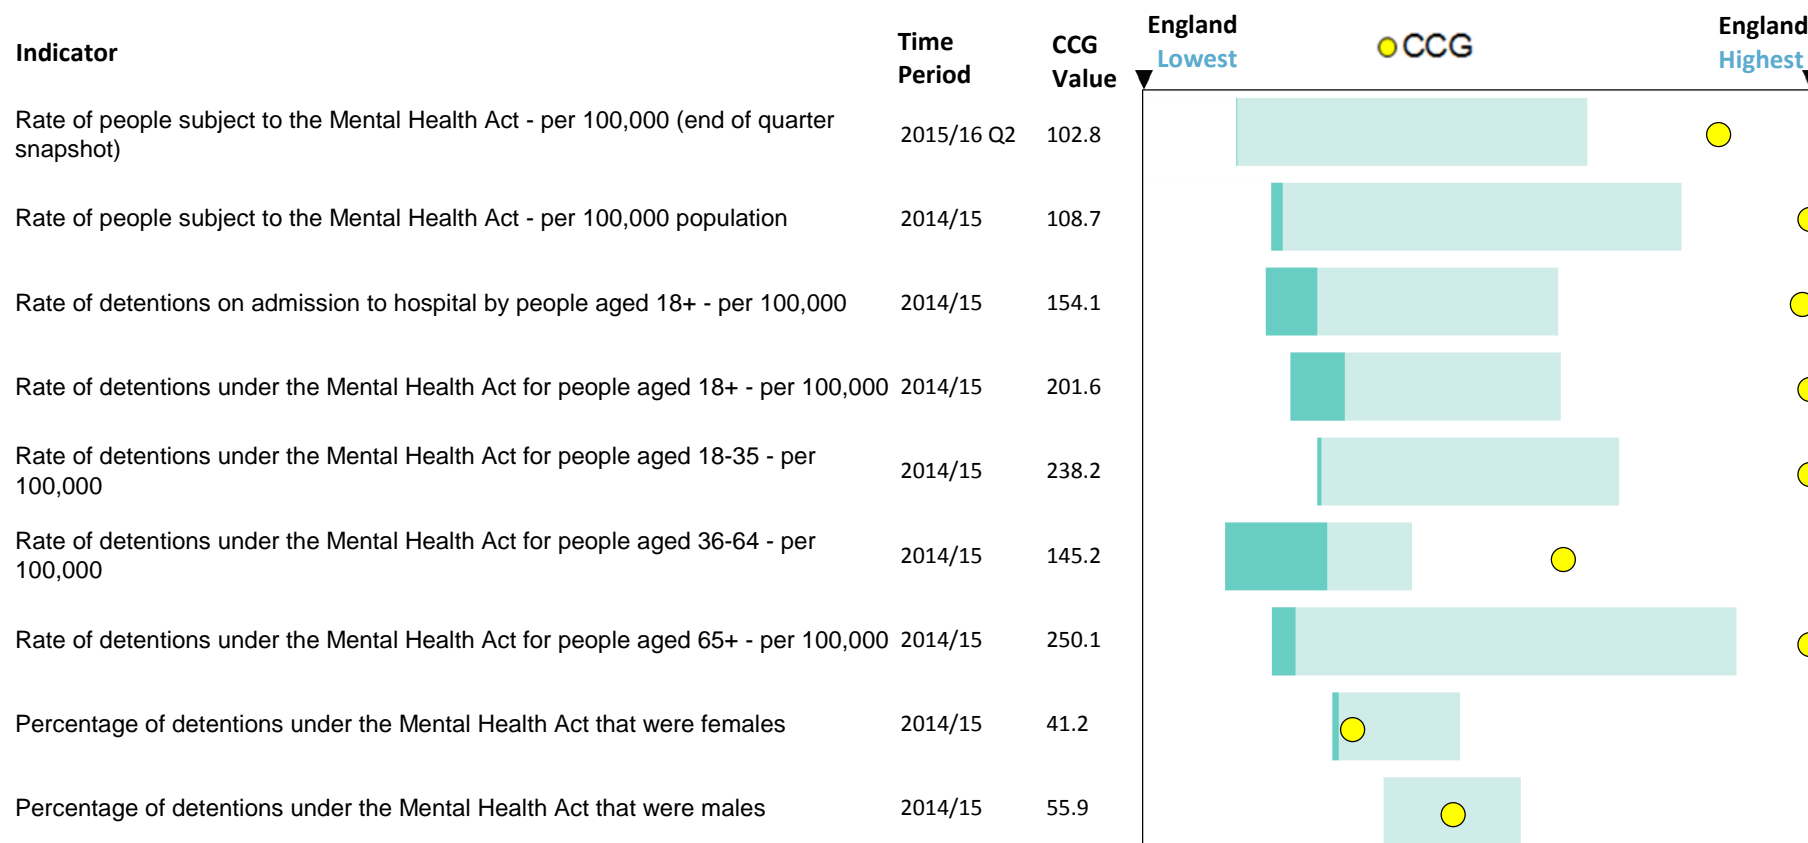 Indicator Time Period CCG Value England Lowest CCG England Highest
Rate of people subject to the Mental Health Act - per 100,000 (end of quarter
snapshot) 2015/16 Q2 102.8
Rate of people subject to the Mental Health Act - per 100,000 population 2014/15 108.7
Rate of detentions on admission to hospital by people aged 18+ - per 100,000 2014/15 154.1
Rate of detentions under the Mental Health Act for people aged 18+ - per 100,000 2014/15 201.6
Rate of detentions under the Mental Health Act for people aged 18-35 - per
100,000 2014/15 238.2
Rate of detentions under the Mental Health Act for people aged 36-64 - per
100,000 2014/15 145.2
Rate of detentions under the Mental Health Act for people aged 65+ - per 100,000 2014/15 250.1
Percentage of detentions under the Mental Health Act that were females 2014/15 41.2
Percentage of detentions under the Mental Health Act that were males 2014/15 55.9